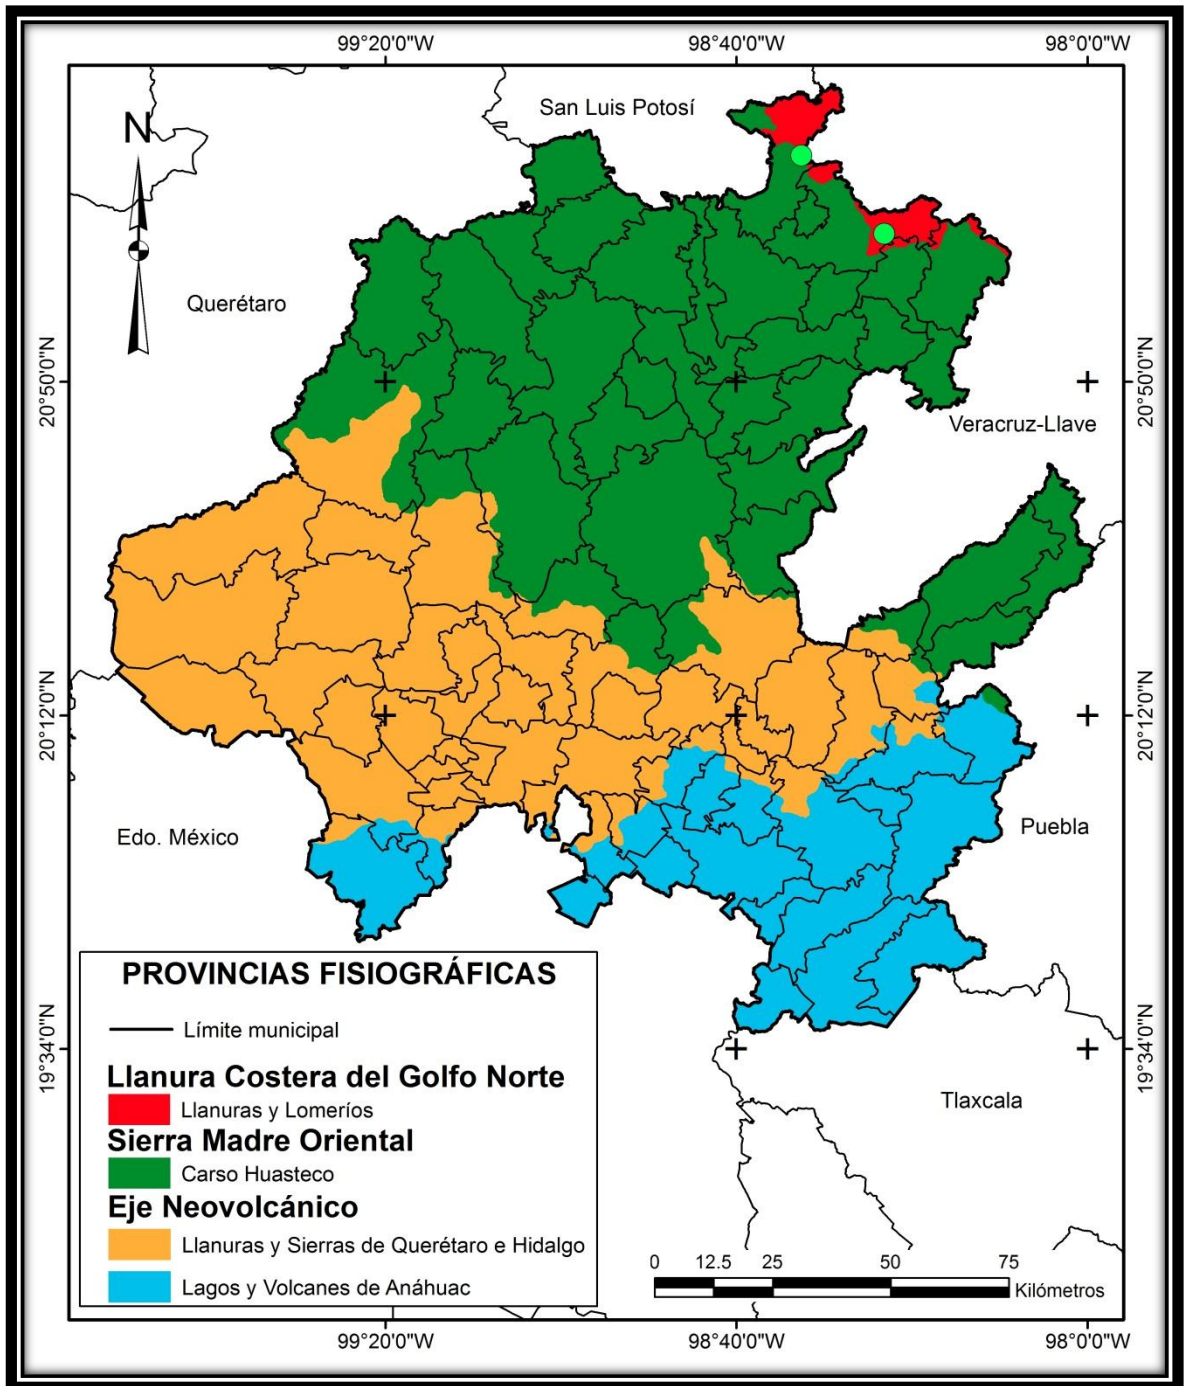 99°20'0"W 98°40'0"W 98°0'0"W
San Luis Potosí
N
Querétaro
20°50'0"N 20°50'0"N
Veracruz-Llave
20°12'0"N 20°12'0"N
Edo. México
Puebla
PROVINCIAS FISIOGRÁFICAS
Límite municipal
19°34'0"N 19°34'0"N
Llanura Costera del Golfo Norte
Llanuras y Lomeríos
Tlaxcala
Sierra Madre Oriental
Carso Huasteco
Eje Neovolcánico
Llanuras y Sierras de Querétaro e Hidalgo
Lagos y Volcanes de Anáhuac
0 12.5 25 50 75
Kilómetros
99°20'0"W 98°40'0"W 98°0'0"W